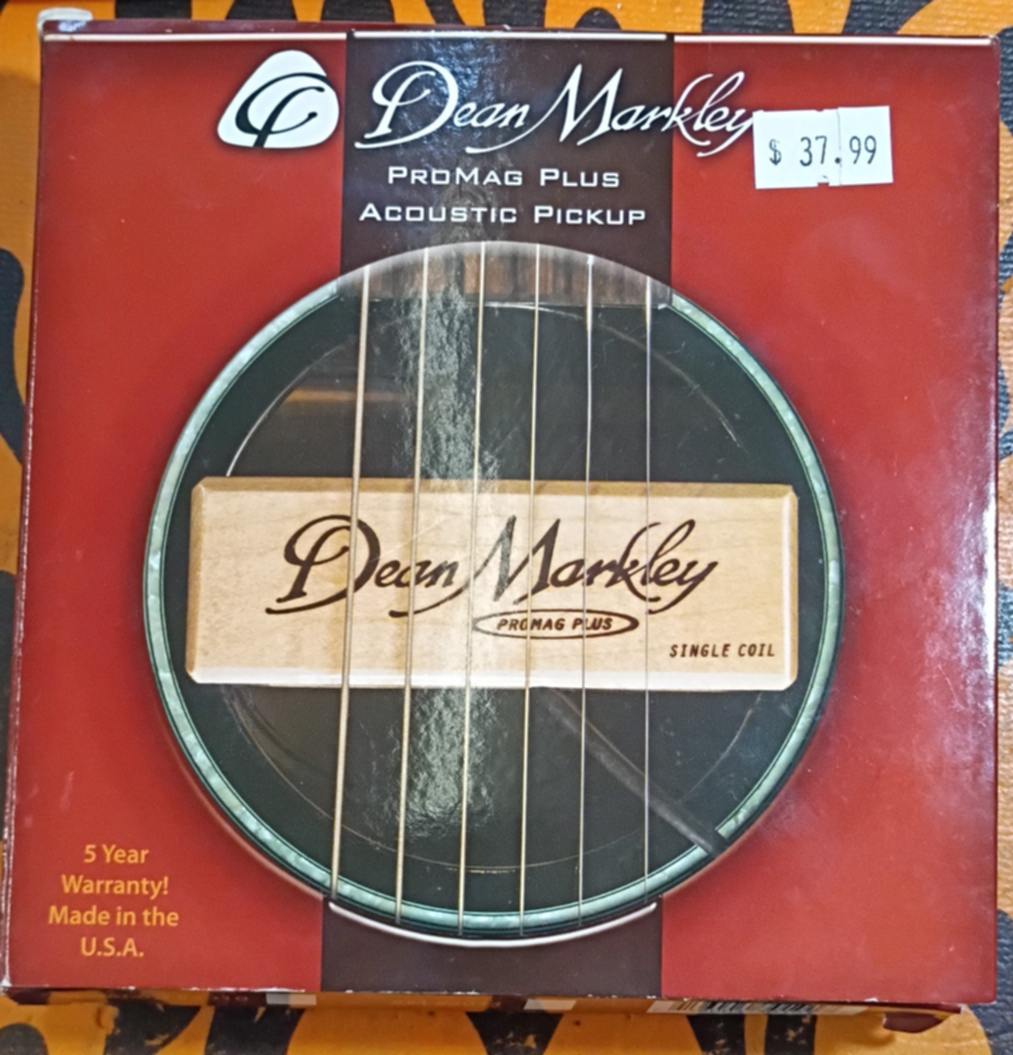 Dean Markley
$ 37.99
PROMAG PLUS
ACOUSTIC PICKUP
Dean Markley
PROMAG PLUS
SINGLE COIL
5 Year
Warranty!
Made in the
U.S.A.